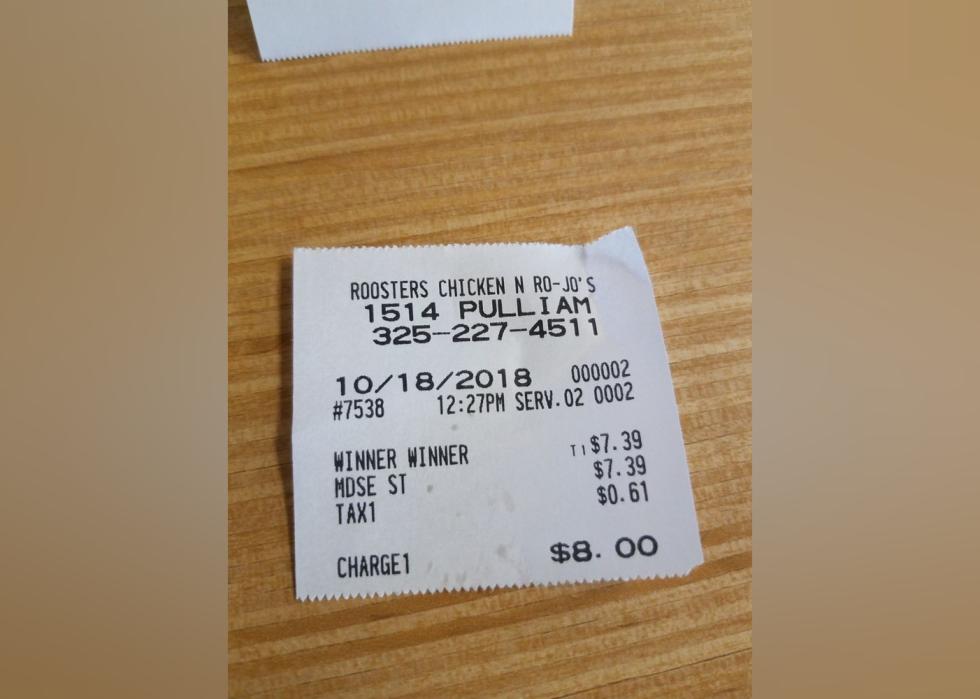 ROOSTERS CHICKEN N RO-JO'S
1514 PULLIAM
325-227-4511
10/18/2018 000002
#7538 12:27PM SERV.02 0002
WINNER WINNER T1 $7.39
MDSE ST $7.39
TAX1 $0.61
CHARGE1 $8.00